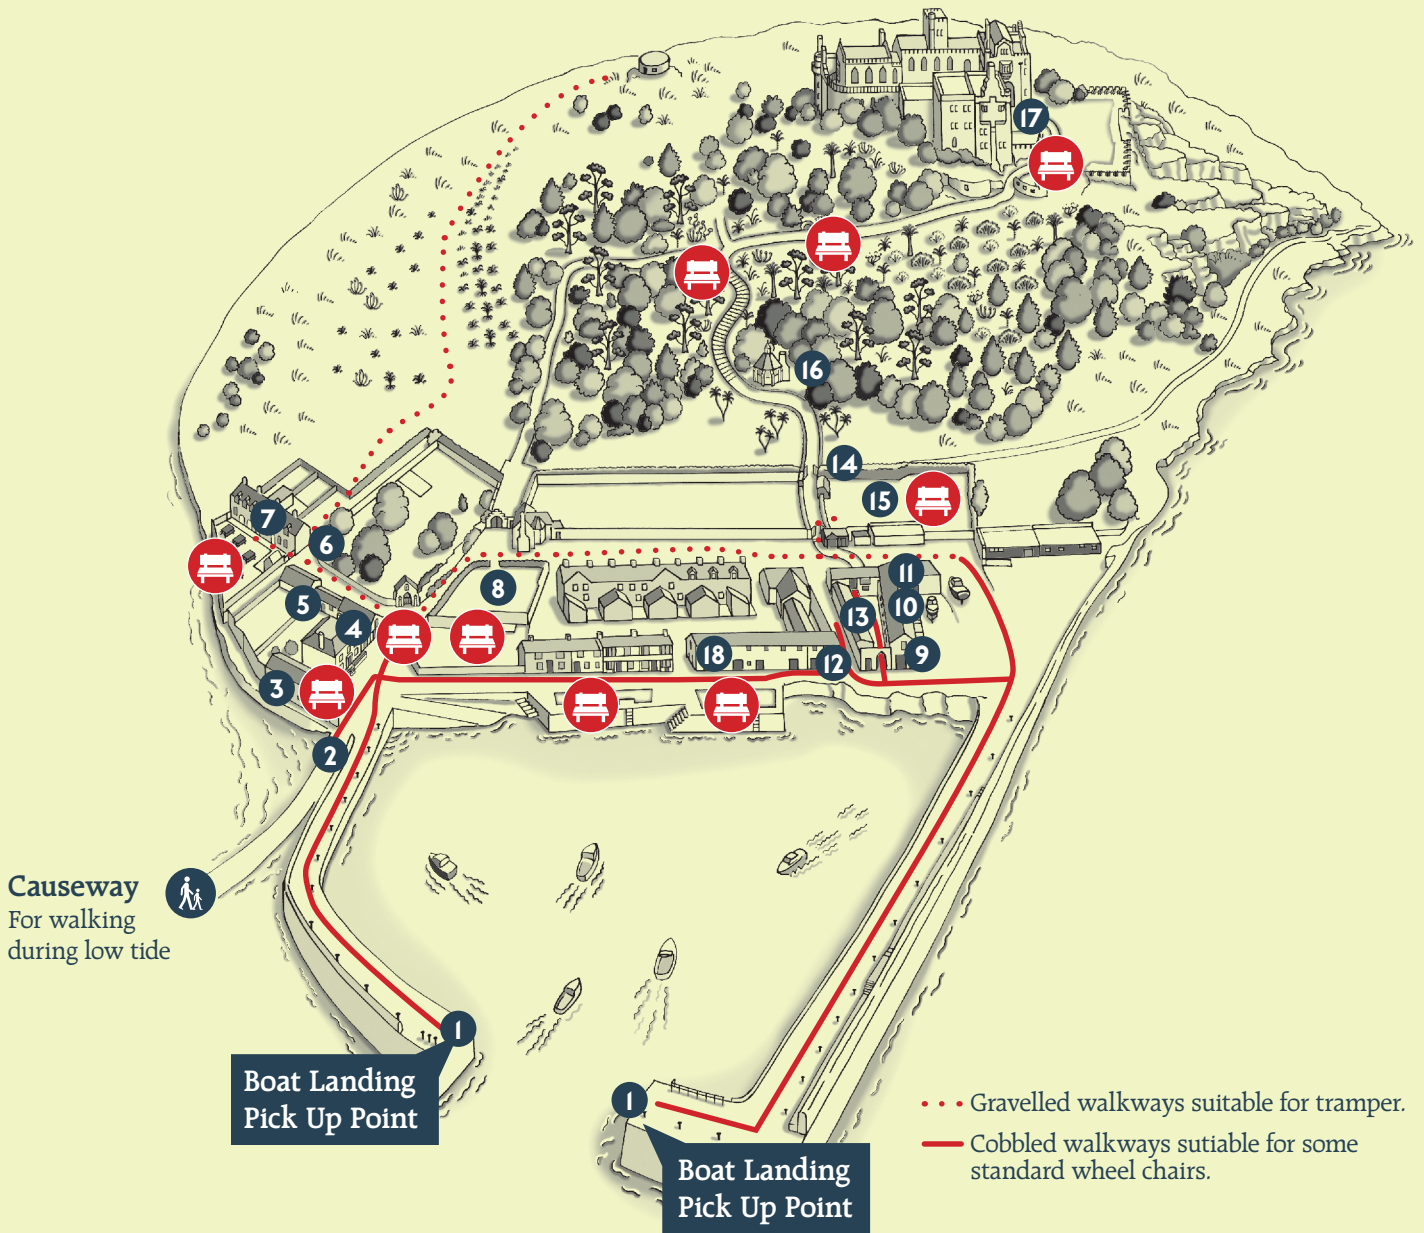 17
16
14
15
7
6
5
4
8
11
10
13
9
12
18
3
2
Causeway
For walking
during low tide
1
Boat Landing
Pick Up Point
1
Boat Landing
Pick Up Point
Gravelled walkways suitable for tramper.
Cobbled walkways sutiable for some
standard wheel chairs.